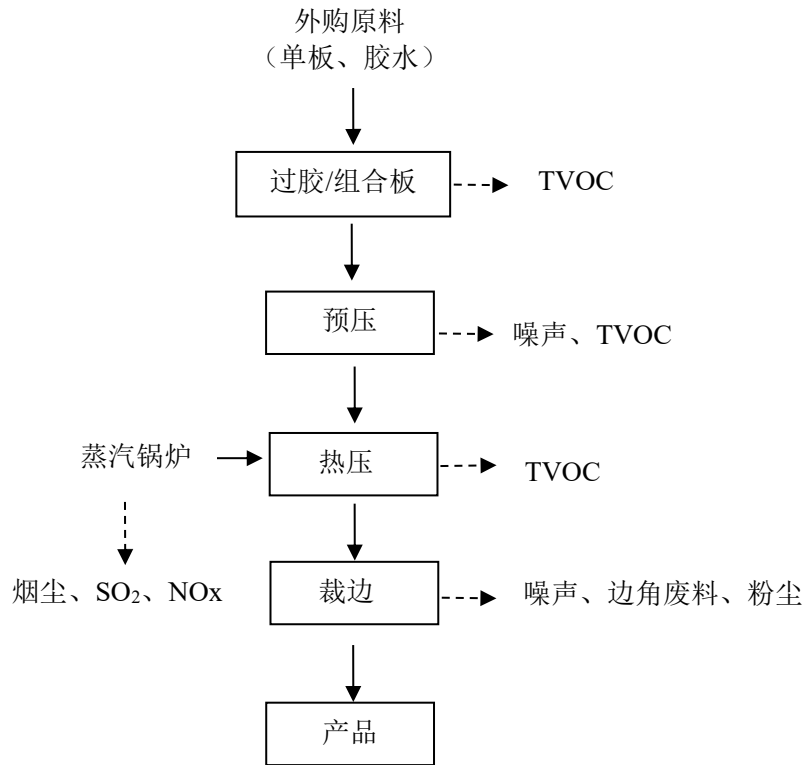 外购原料
（单板、胶水）
过胶/组合板
TVOC
预压
噪声、TVOC
蒸汽锅炉
热压
TVOC
烟尘、SO₂、NOx
裁边
噪声、边角废料、粉尘
产品